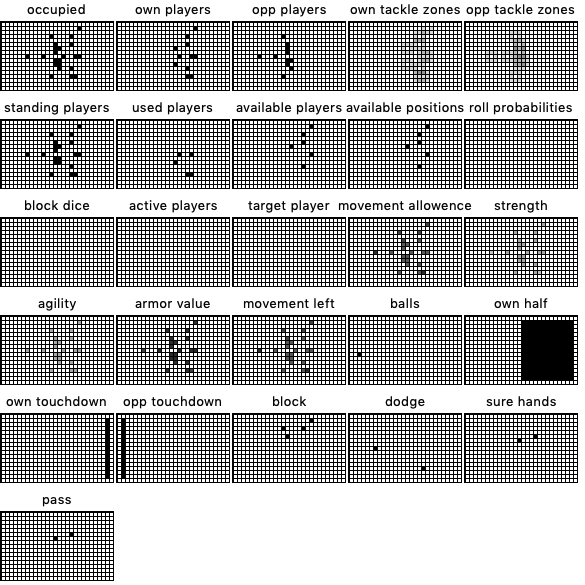 occupied own players opp players own tackle zones opp tackle zones
standing players used players available players available positions roll probabilities
block dice active players target player movement allowence strength
agility armor value movement left balls own half
own touchdown opp touchdown block dodge sure hands
pass